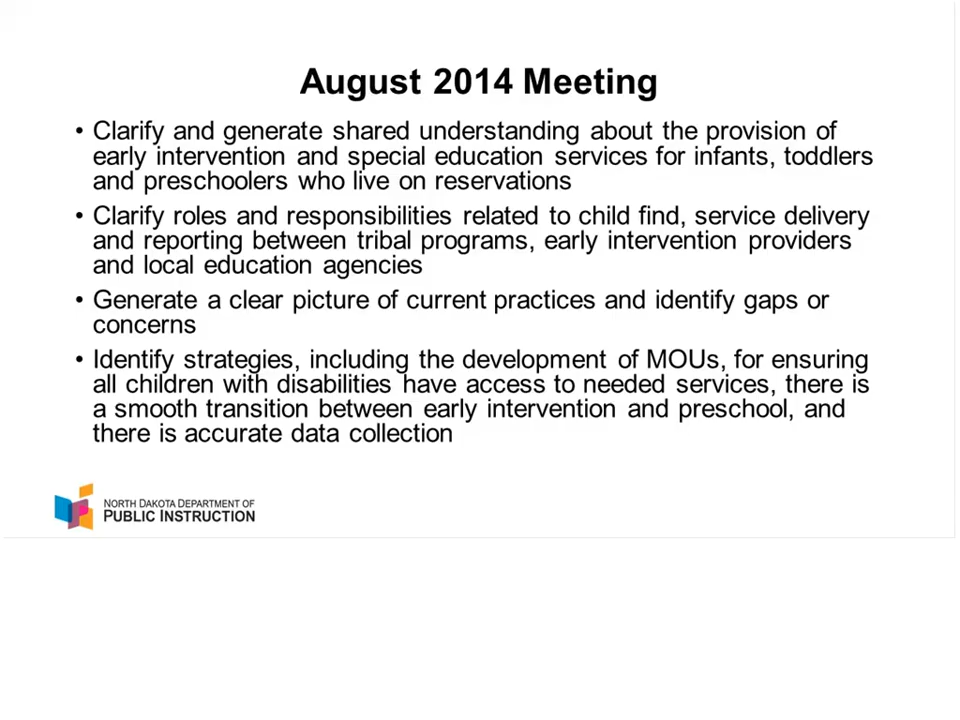 August 2014 Meeting
• Clarify and generate shared understanding about the provision of
early intervention and special education services for infants, toddlers
and preschoolers who live on reservations
• Clarify roles and responsibilities related to child find, service delivery
and reporting between tribal programs, early intervention providers
and local education agencies
• Generate a clear picture of current practices and identify gaps or
concerns
• Identify strategies, including the development of MOUs, for ensuring
all children with disabilities have access to needed services, there is
a smooth transition between early intervention and preschool, and
there is accurate data collection
NORTH DAKOTA DEPARTMENT OF
PUBLIC INSTRUCTION